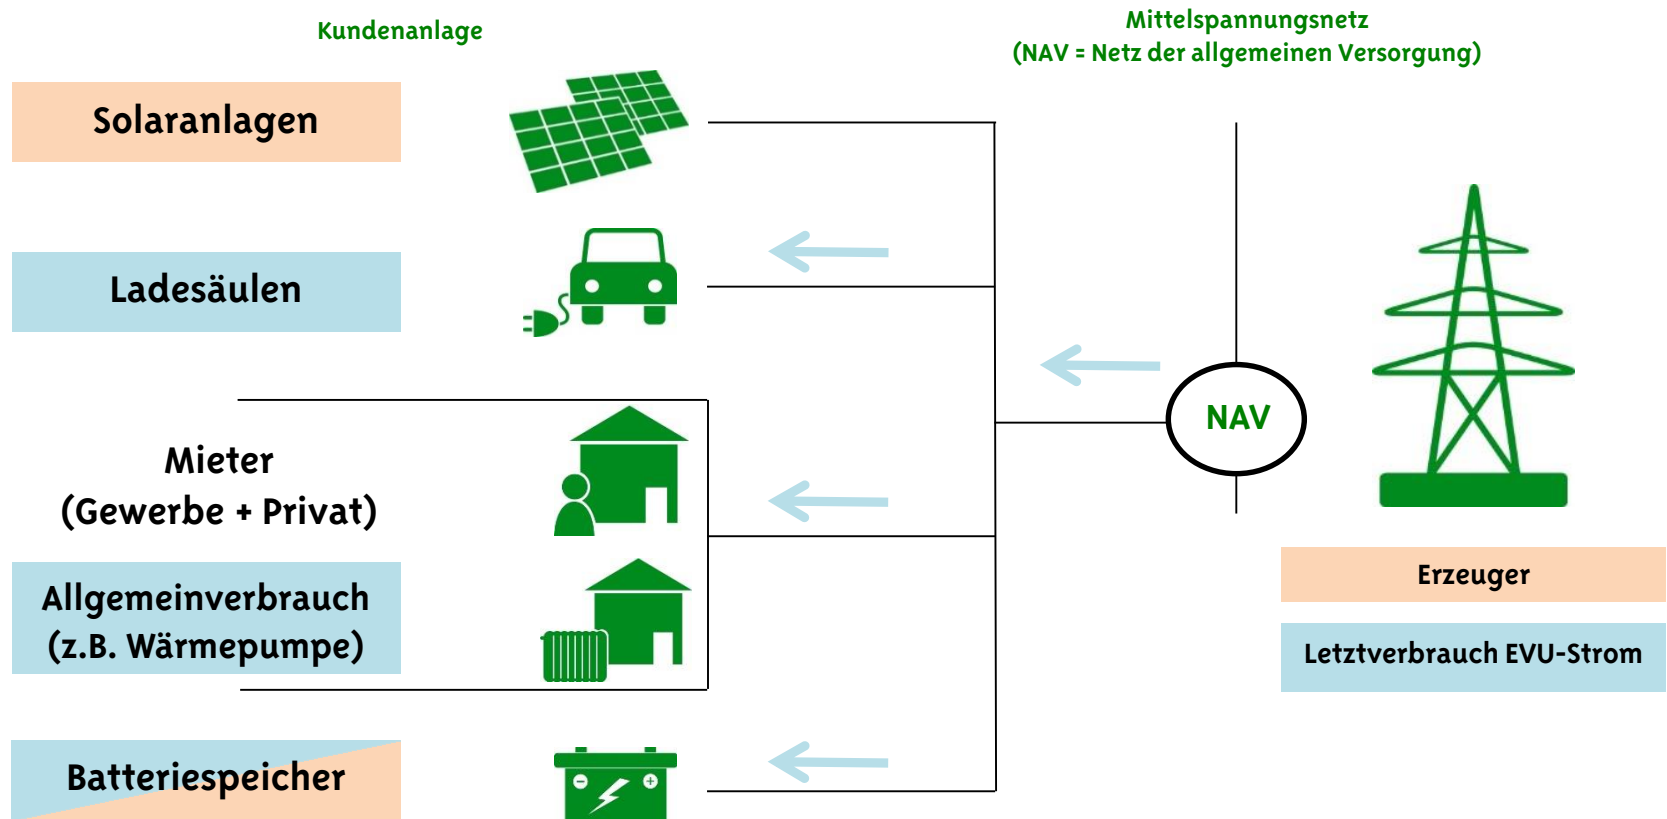 Kundenanlage
Mittelspannungsnetz
(NAV = Netz der allgemeinen Versorgung)
Solaranlagen
Ladesäulen
NAV
Mieter
(Gewerbe + Privat)
Allgemeinverbrauch
(z.B. Wärmepumpe)
Erzeuger
Letztverbrauch EVU-Strom
Batteriespeicher